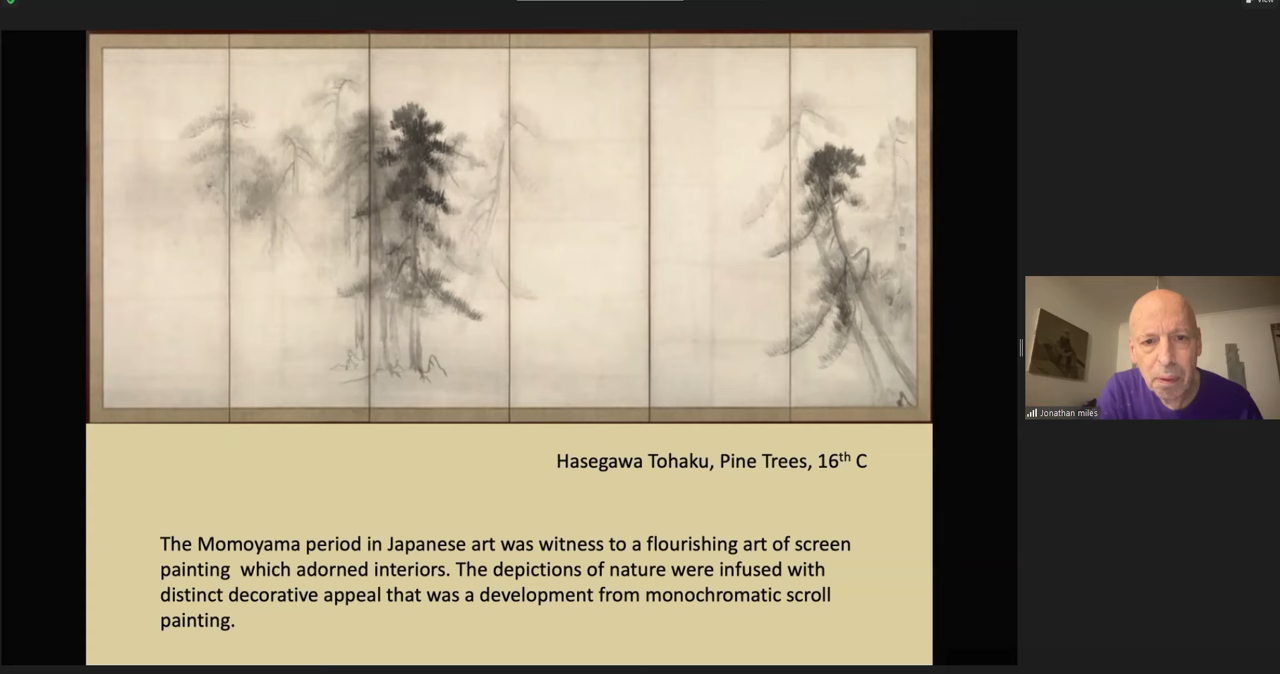 View
Hasegawa Tohaku, Pine Trees, 16th C
The Momoyama period in Japanese art was witness to a flourishing art of screen
painting  which adorned interiors. The depictions of nature were infused with
distinct decorative appeal that was a development from monochromatic scroll
painting.
Jonathan miles